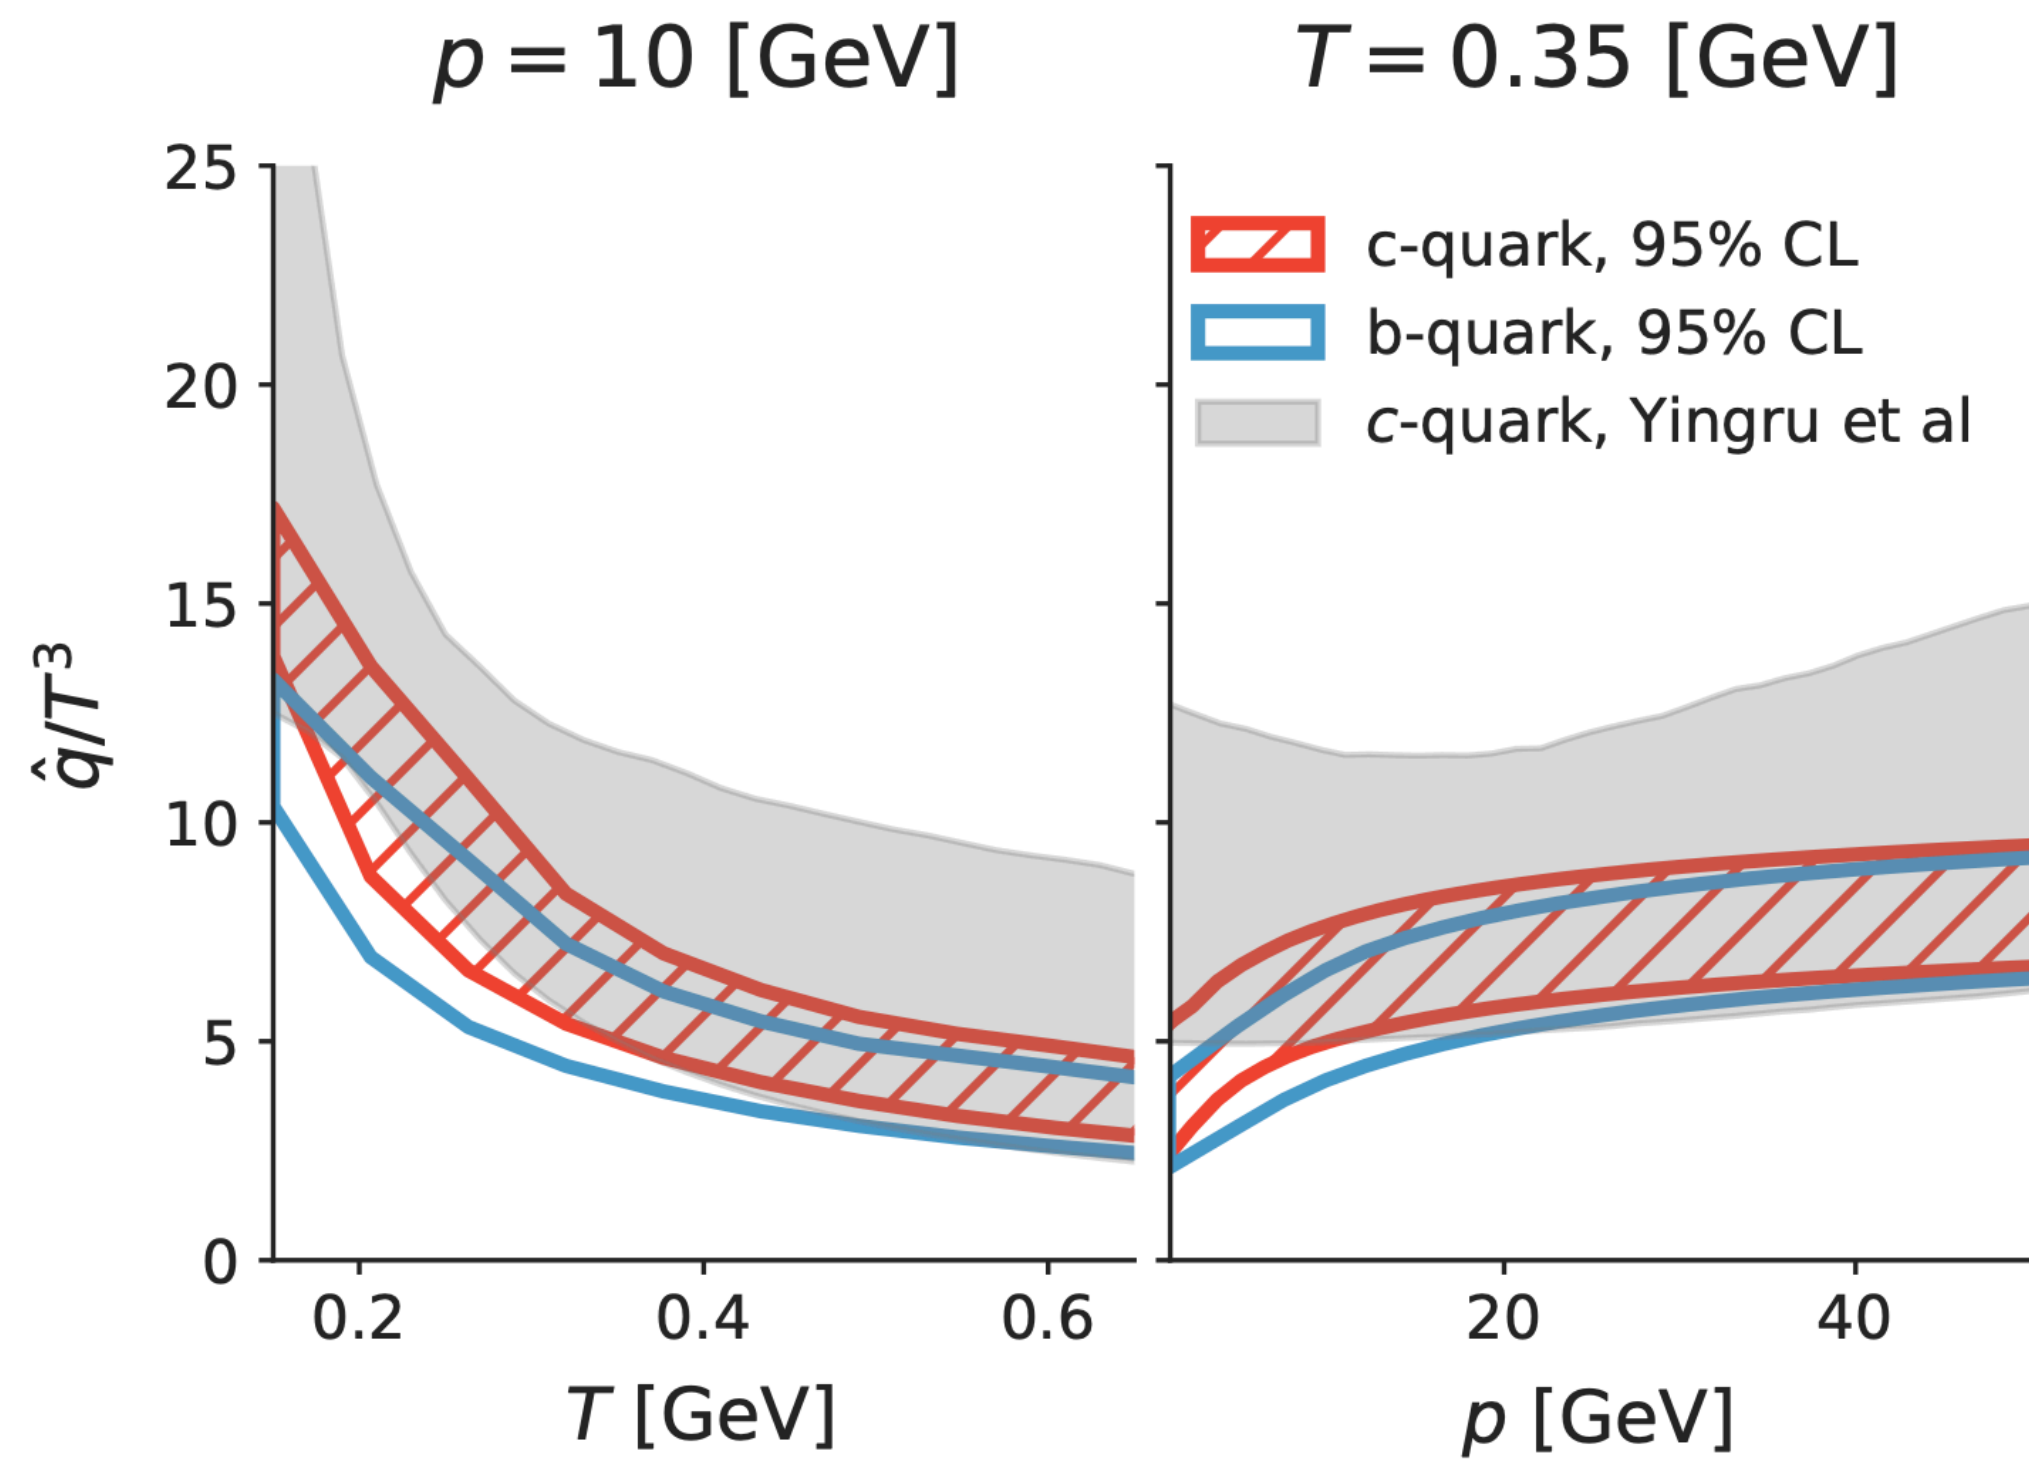 p = 10 [GeV]
T = 0.35 [GeV]
25
20
15
10
5
0
q̂/T³
0.2
0.4
0.6
T [GeV]
c-quark, 95% CL
b-quark, 95% CL
c-quark, Yingru et al
20
40
p [GeV]